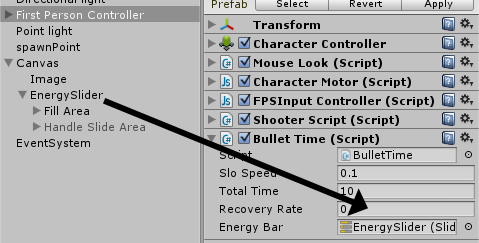 Directional light
First Person Controller
Point light
spawnPoint
Canvas
Image
EnergySlider
Fill Area
Handle Slide Area
EventSystem
Prefab Select Revert Apply
Transform
Character Controller
Mouse Look (Script)
Character Motor (Script)
FPSInput Controller (Script)
Shooter Script (Script)
Bullet Time (Script)
Script BulletTime
Slo Speed 0.1
Total Time 10
Recovery Rate 0
Energy Bar EnergySlider (Slid